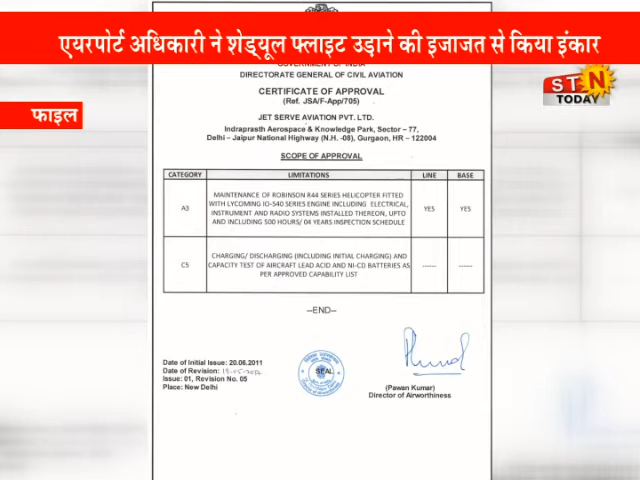 एयरपोर्ट अधिकारी ने शेड्यूल फ्लाइट उड़ाने की इजाजत से किया इंकार
STN
TODAY
फाइल
GOVERNMENT OF INDIA
DIRECTORATE GENERAL OF CIVIL AVIATION
CERTIFICATE OF APPROVAL
(Ref. JSA/F-App/705)
JET SERVE AVIATION PVT. LTD.
Indraprasth Aerospace & Knowledge Park, Sector – 77,
Delhi – Jaipur National Highway (N.H. -08), Gurgaon, HR – 122004
SCOPE OF APPROVAL
CATEGORY LIMITATIONS LINE BASE
A3
MAINTENANCE OF ROBINSON R44 SERIES HELICOPTER FITTED
WITH LYCOMING IO-540 SERIES ENGINE INCLUDING ELECTRICAL,
INSTRUMENT AND RADIO SYSTEMS INSTALLED THEREON, UPTO
AND INCLUDING 500 HOURS/ 04 YEARS INSPECTION SCHEDULE
YES YES
C5
CHARGING/ DISCHARGING (INCLUDING INITIAL CHARGING) AND
CAPACITY TEST OF AIRCRAFT LEAD ACID AND NI-CD BATTERIES AS
PER APPROVED CAPABILITY LIST
------ ------
--END--
Date of Initial Issue: 20.06.2011
Date of Revision:
Issue: 01, Revision No. 05
Place: New Delhi
SEAL
(Pawan Kumar)
Director of Airworthiness